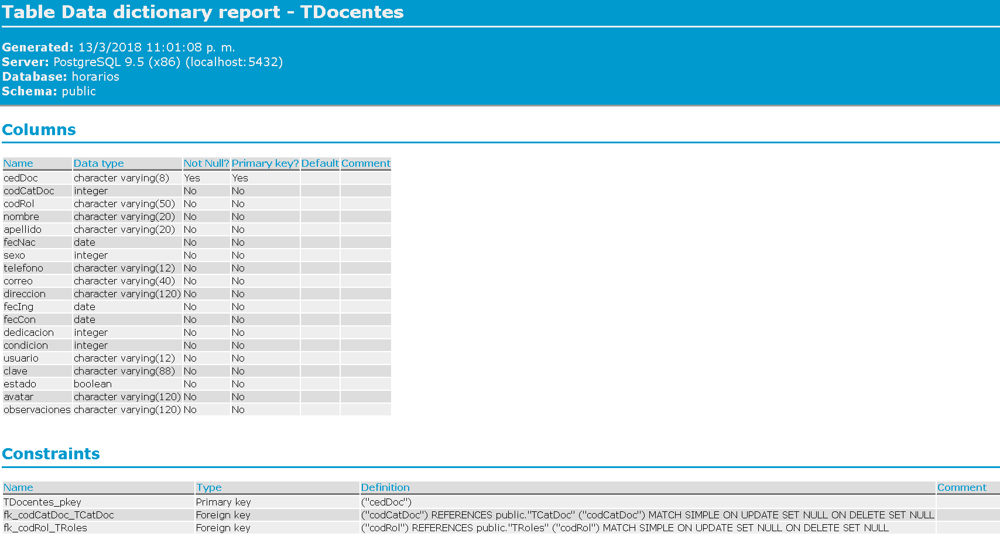 Table Data dictionary report - TDocentes
Generated: 13/3/2018 11:01:08 p. m.
Server: PostgreSQL 9.5 (x86) (localhost:5432)
Database: horarios
Schema: public
Columns
Name Data type Not Null? Primary key? Default Comment
cedDoc character varying(8) Yes Yes
codCatDoc integer No No
codRol character varying(50) No No
nombre character varying(20) No No
apellido character varying(20) No No
fecNac date No No
sexo integer No No
telefono character varying(12) No No
correo character varying(40) No No
direccion character varying(120) No No
fecIng date No No
fecCon date No No
dedicacion integer No No
condicion integer No No
usuario character varying(12) No No
clave character varying(88) No No
estado boolean No No
avatar character varying(120) No No
observaciones character varying(120) No No
Constraints
Name Type Definition Comment
TDocentes_pkey Primary key ("cedDoc")
fk_codCatDoc_TCatDoc Foreign key ("codCatDoc") REFERENCES public."TCatDoc" ("codCatDoc") MATCH SIMPLE ON UPDATE SET NULL ON DELETE SET NULL
fk_codRol_TRoles Foreign key ("codRol") REFERENCES public."TRoles" ("codRol") MATCH SIMPLE ON UPDATE SET NULL ON DELETE SET NULL